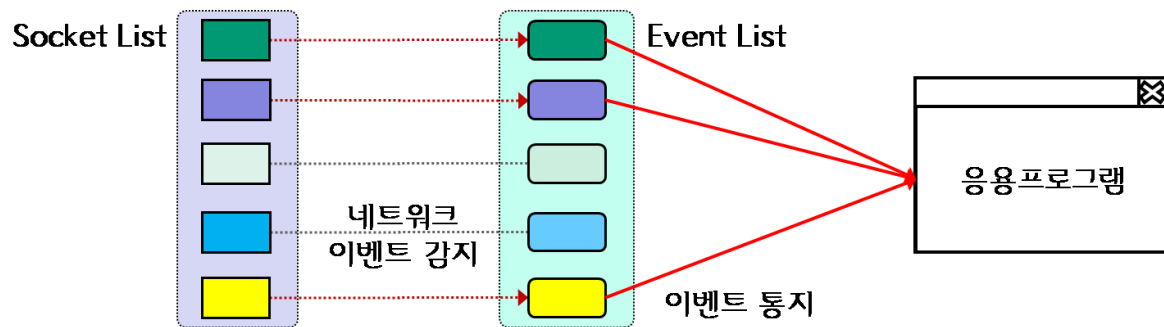 Socket List
Event List
응용프로그램
네트워크
이벤트 감지
이벤트 통지